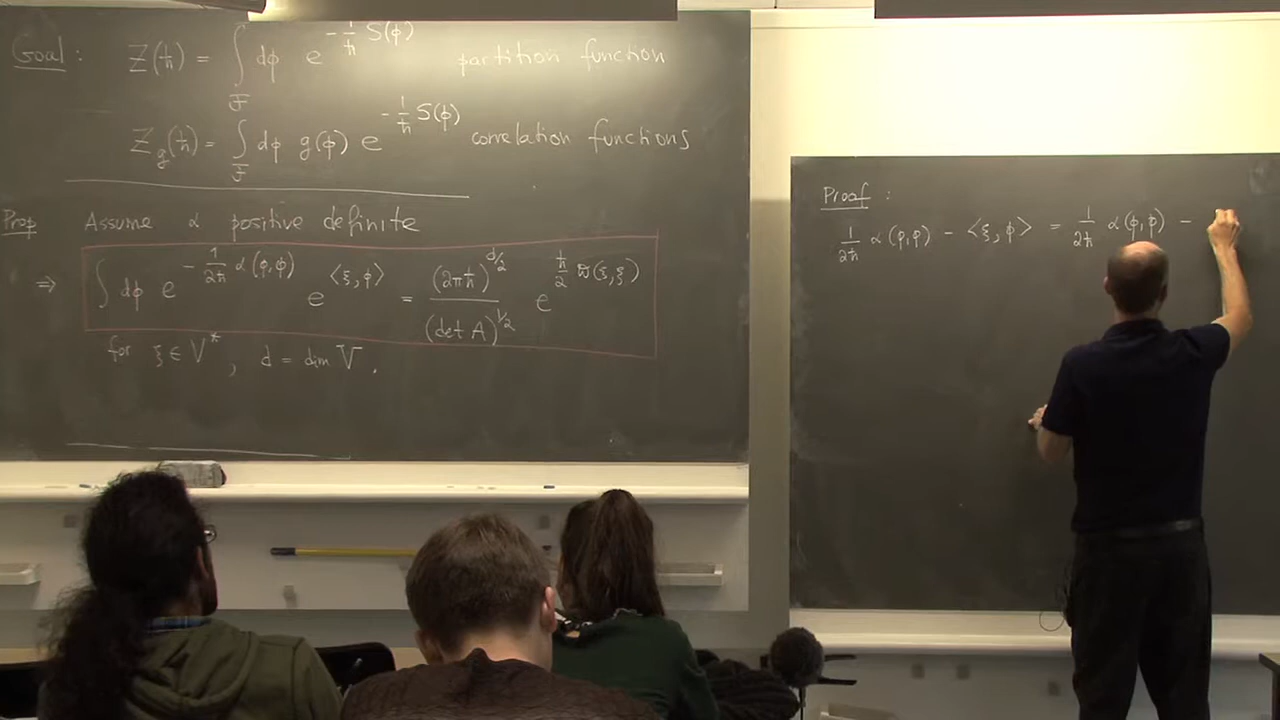 Goal : Z(ħ) = ∫_F dϕ e^{-1/ħ S(ϕ)} partition function
Z_g(ħ) = ∫_F dϕ g(ϕ) e^{-1/ħ S(ϕ)} correlation functions
Prop Assume α positive definite
⇒ ∫ dϕ e^{-1/2ħ α(ϕ,ϕ)} e^{<ξ,ϕ>} = (2πħ)^{d/2} / (det A)^{1/2} e^{ħ/2 ϖ(ξ,ξ)}
for ξ ∈ V*, d = dim V.
Proof :
1/2ħ α(ϕ,ϕ) - <ξ,ϕ> = 1/2ħ α(ϕ,ϕ) -